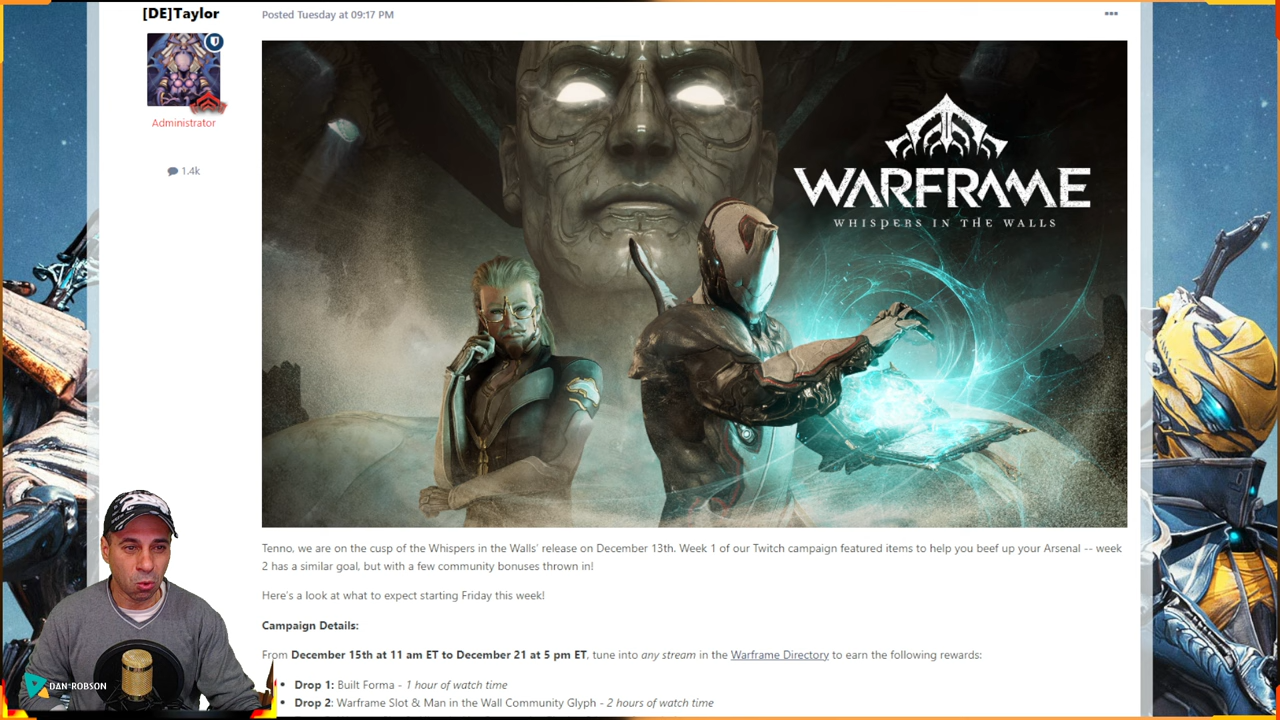 [DE]Taylor
Posted Tuesday at 09:17 PM
Administrator
1.4k
WARFRAME
WHISPERS IN THE WALLS
Tenno, we are on the cusp of the Whispers in the Walls' release on December 13th. Week 1 of our Twitch campaign featured items to help you beef up your Arsenal -- week
2 has a similar goal, but with a few community bonuses thrown in!
Here's a look at what to expect starting Friday this week!
Campaign Details:
From December 15th at 11 am ET to December 21 at 5 pm ET, tune into any stream in the Warframe Directory to earn the following rewards:
• Drop 1: Built Forma - 1 hour of watch time
• Drop 2: Warframe Slot & Man in the Wall Community Glyph - 2 hours of watch time
DAN*ROBSON